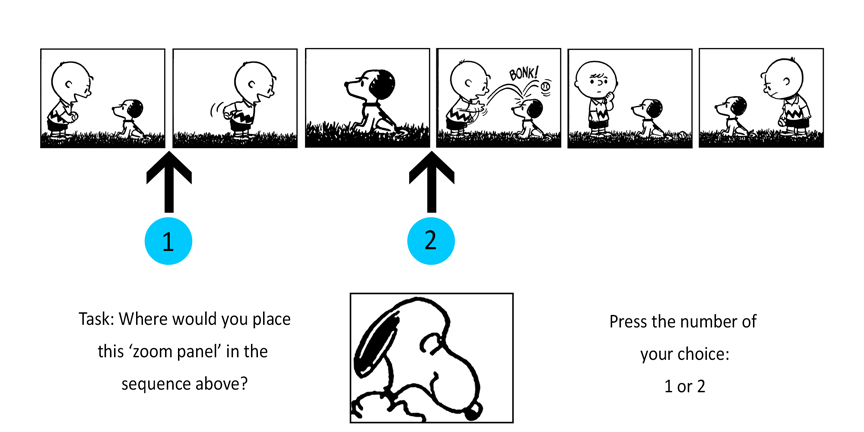 BONK!
1
2
Task: Where would you place
this ‘zoom panel’ in the
sequence above?
Press the number of
your choice:
1 or 2